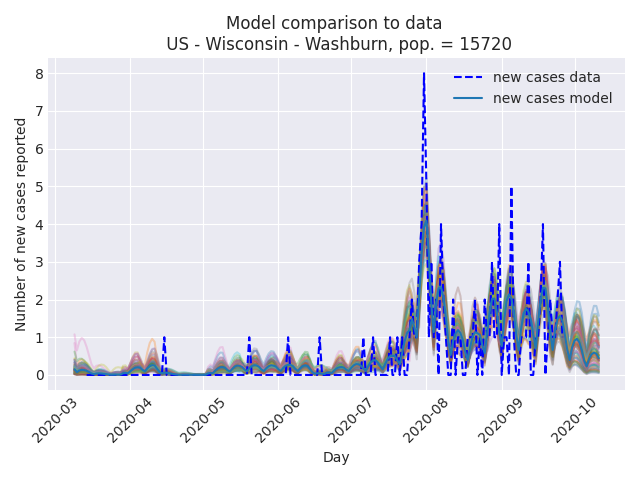 Model comparison to data
US - Wisconsin - Washburn, pop. = 15720
new cases data
new cases model
Number of new cases reported
8
7
6
5
4
3
2
1
0
2020-03
2020-04
2020-05
2020-06
2020-07
2020-08
2020-09
2020-10
Day